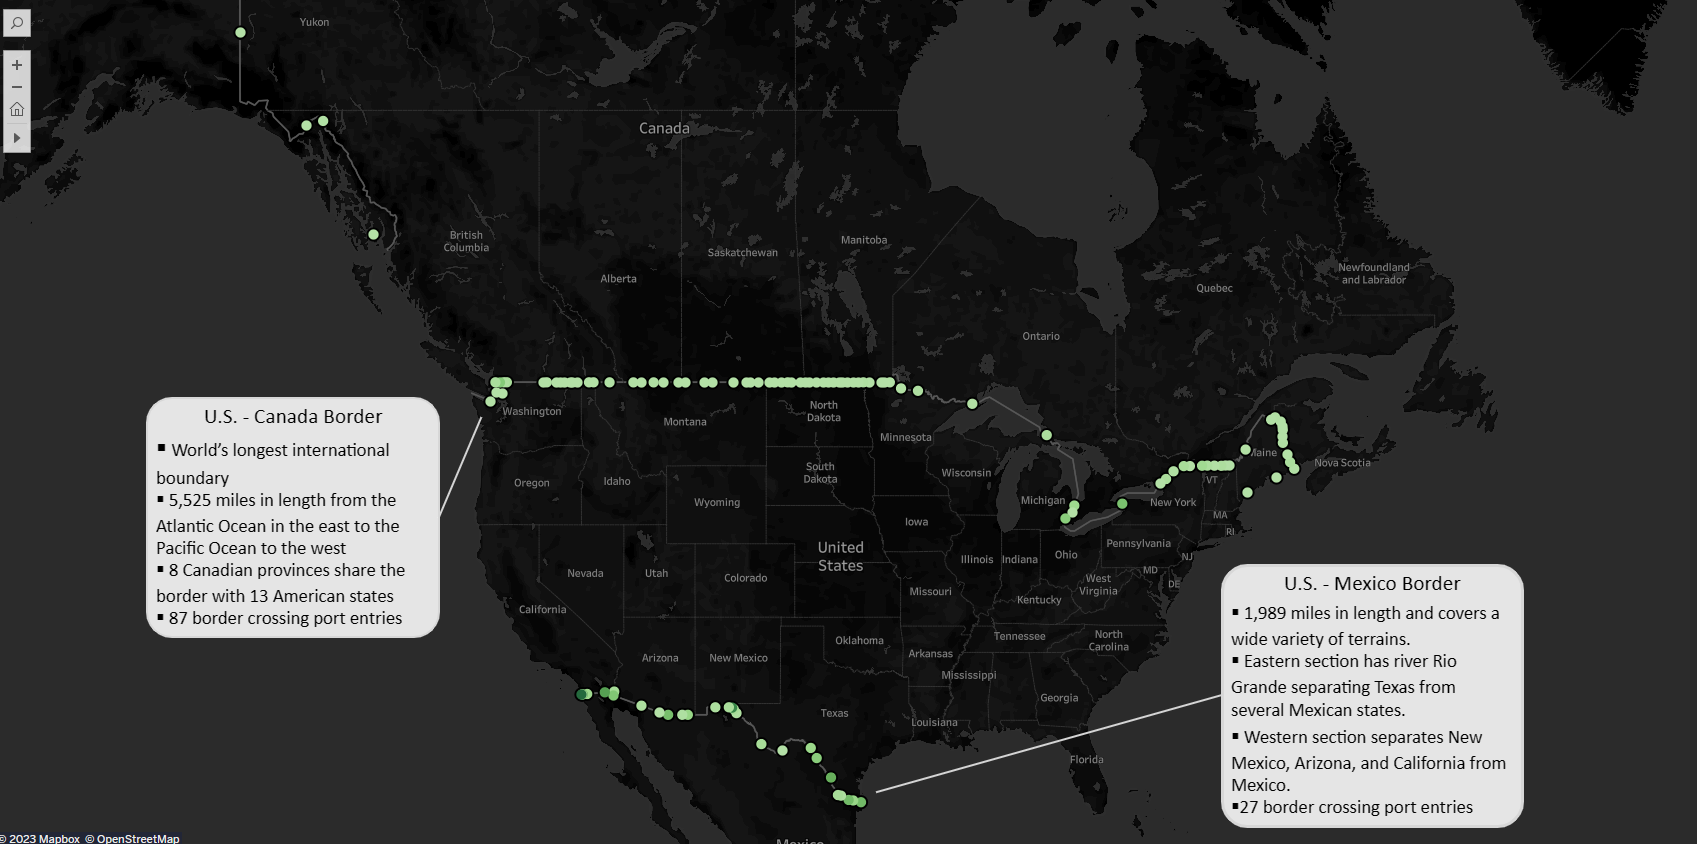 Yukon
Canada
British
Columbia
Alberta
Saskatchewan
Manitoba
Ontario
Quebec
Newfoundland
and Labrador
Nova Scotia
Washington
Montana
North
Dakota
Minnesota
Maine
Oregon
Idaho
South
Dakota
Wisconsin
Michigan
New York
VT
MA
RI
Wyoming
Iowa
Pennsylvania
NJ
Nevada
Utah
Colorado
United
States
Illinois
Indiana
Ohio
MD
DE
West
Virginia
Missouri
Kentucky
California
Arizona
New Mexico
Oklahoma
Arkansas
Tennessee
North
Carolina
Mississippi
Georgia
Texas
Louisiana
Florida
Mexico
U.S. - Canada Border
▪ World’s longest international
boundary
▪ 5,525 miles in length from the
Atlantic Ocean in the east to the
Pacific Ocean to the west
▪ 8 Canadian provinces share the
border with 13 American states
▪ 87 border crossing port entries
U.S. - Mexico Border
▪ 1,989 miles in length and covers a
wide variety of terrains.
▪ Eastern section has river Rio
Grande separating Texas from
several Mexican states.
▪ Western section separates New
Mexico, Arizona, and California from
Mexico.
▪27 border crossing port entries
© 2023 Mapbox © OpenStreetMap